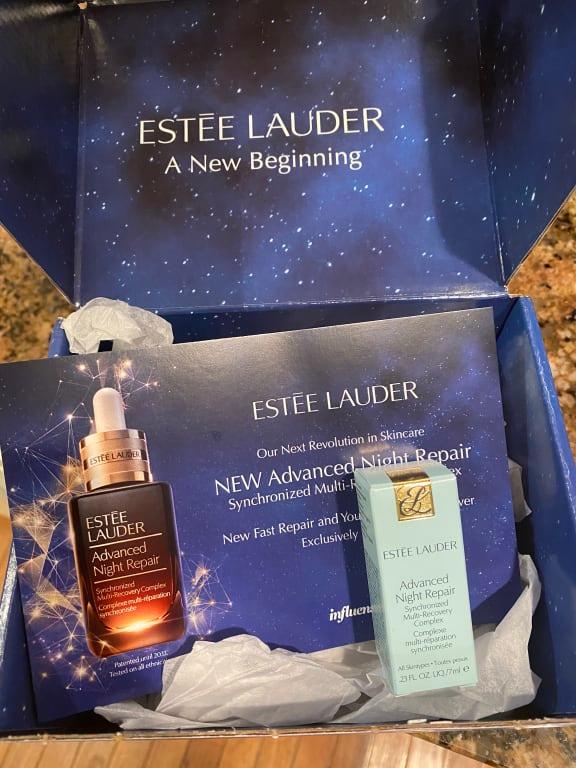 ESTĒE LAUDER
A New Beginning
ESTĒE LAUDER
Our Next Revolution in Skincare
NEW Advanced Night Repair
Synchronized
New Fast Repair and
Exclusively
ESTĒE LAUDER
ESTĒE
LAUDER
Advanced
Night Repair
Synchronized
Multi-Recovery Complex
Complexe multi-réparation
synchronisée
Patented until 2033.
Tested on all ethnic
ESTĒE LAUDER
Advanced
Night Repair
Synchronized
Multi-Recovery
Complex
Complexe
multi-réparation
synchronisée
All Skintypes • Toutes peaux
.23 FL. OZ. LIQ./7ml ℮